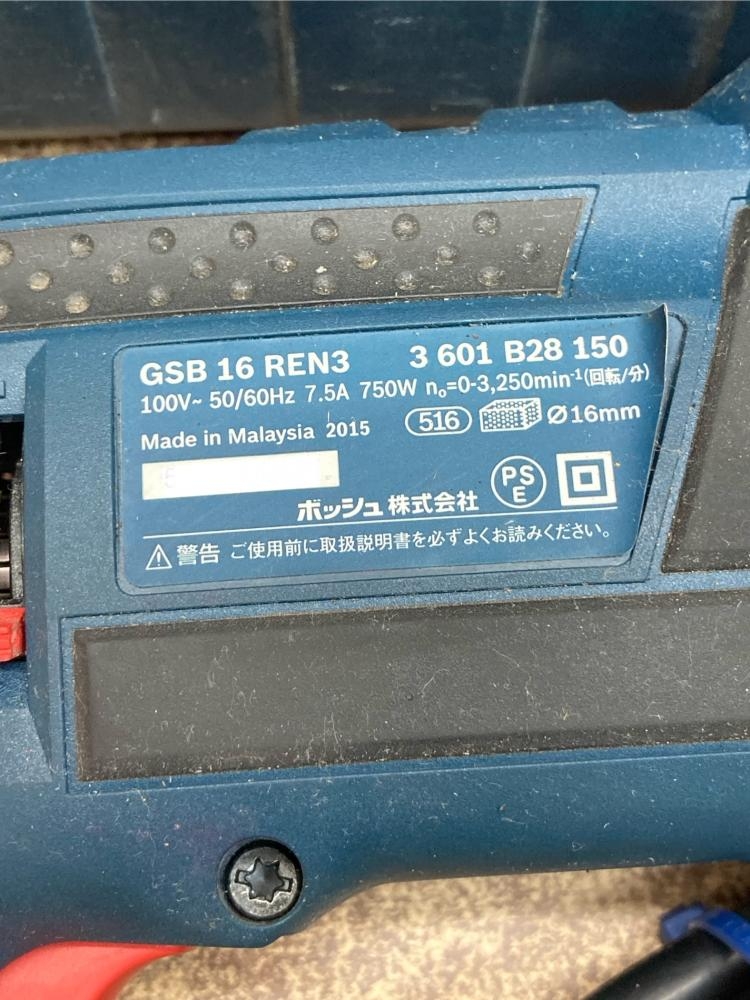 GSB 16 REN3 3 601 B28 150
100V~ 50/60Hz 7.5A 750W n₀=0-3,250min⁻¹(回転/分)
Made in Malaysia 2015 516 Ø16mm
ボッシュ株式会社 PS E
警告 ご使用前に取扱説明書を必ずよくお読みください。